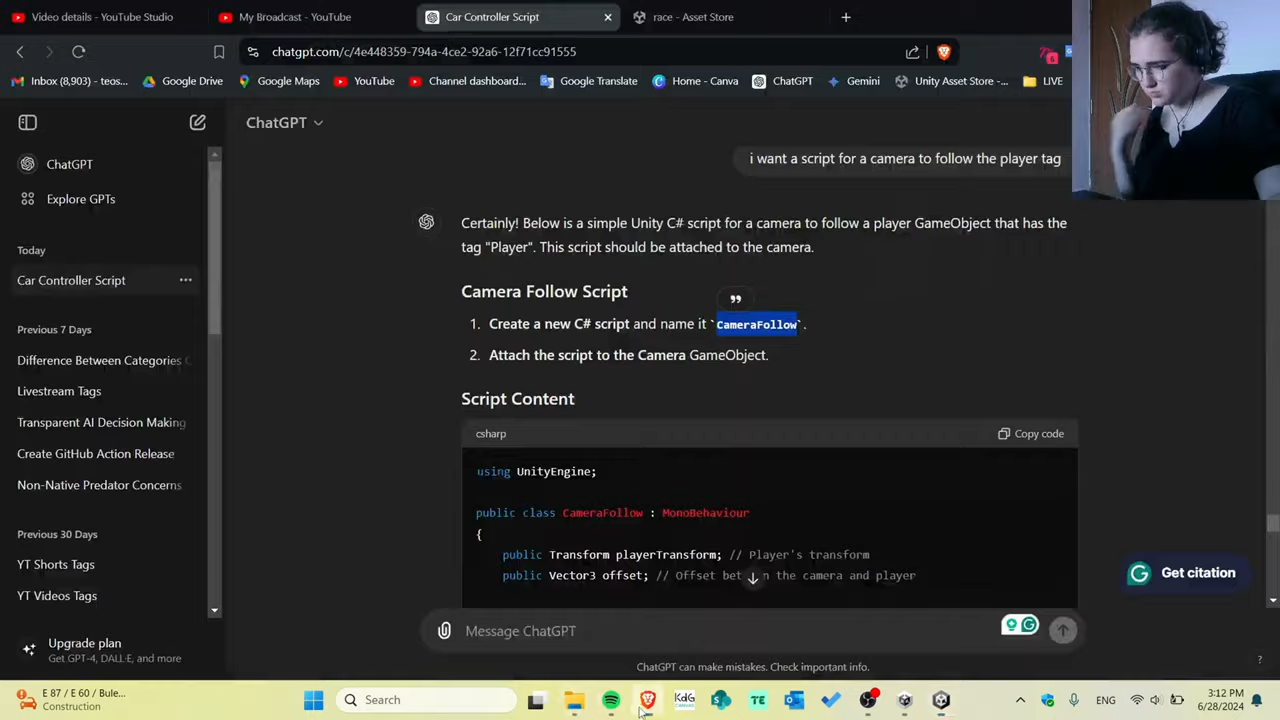 Video details - YouTube Studio
My Broadcast - YouTube
Car Controller Script
race - Asset Store
chatgpt.com/c/4e448359-794a-4ce2-92a6-12f71cc91555
Inbox (8,903) - teos...
Google Drive
Google Maps
YouTube
Channel dashboard...
Google Translate
Home - Canva
ChatGPT
Gemini
Unity Asset Store -...
LIVE
ChatGPT
ChatGPT
Explore GPTs
Today
Car Controller Script
Previous 7 Days
Difference Between Categories
Livestream Tags
Transparent AI Decision Making
Create GitHub Action Release
Non-Native Predator Concerns
Previous 30 Days
YT Shorts Tags
YT Videos Tags
Upgrade plan
Get GPT-4, DALL·E, and more
i want a script for a camera to follow the player tag
Certainly! Below is a simple Unity C# script for a camera to follow a player GameObject that has the
tag "Player". This script should be attached to the camera.
Camera Follow Script
1. Create a new C# script and name it `CameraFollow`.
2. Attach the script to the Camera GameObject.
Script Content
csharp
Copy code
using UnityEngine;
public class CameraFollow : MonoBehaviour
{
public Transform playerTransform; // Player's transform
public Vector3 offset; // Offset bet n the camera and player
Get citation
Message ChatGPT
ChatGPT can make mistakes. Check important info.
?
E 87 / E 60 / Bule...
Construction
Search
KdG
CANVAS
ENG
3:12 PM
6/28/2024